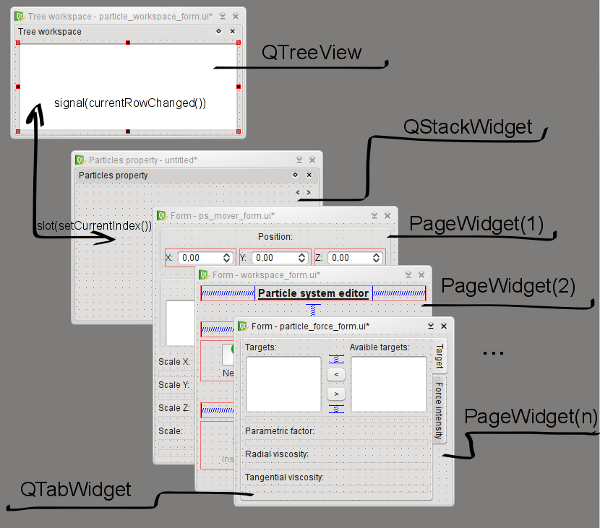 Tree workspace - particle_workspace_form.ui*
Tree workspace
QTreeView
signal(currentRowChanged())
QStackWidget
Particles property - untitled*
Particles property
slot(setCurrentIndex())
Form - ps_mover_form.ui*
PageWidget(1)
Position:
X: 0,00 Y: 0,00 Z: 0,00
Form - workspace_form.ui*
PageWidget(2)
Particle system editor
Form - particle_force_form.ui*
Targets: Avaible targets:
Target
...
Scale X:
Ne
<
Scale Y:
>
Force intensity
Scale Z:
PageWidget(n)
Scale:
Parametric factor:
Radial viscosity:
Ins
Tangential viscosity:
QTabWidget